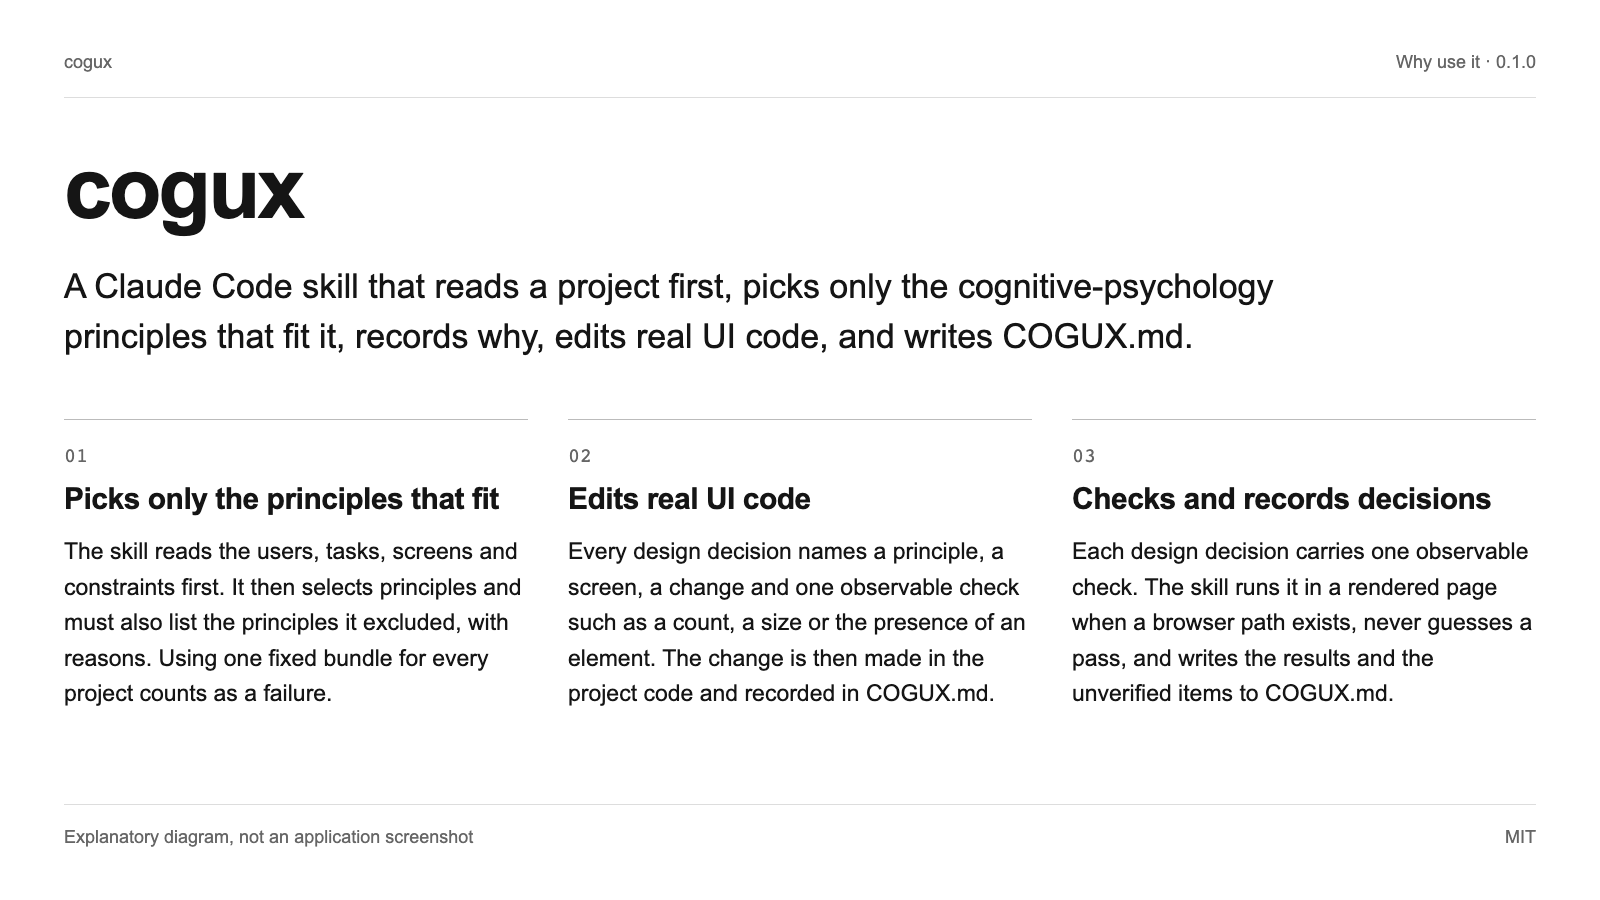 cogux
Why use it · 0.1.0
cogux
A Claude Code skill that reads a project first, picks only the cognitive-psychology
principles that fit it, records why, edits real UI code, and writes COGUX.md.
01
Picks only the principles that fit
The skill reads the users, tasks, screens and
constraints first. It then selects principles and
must also list the principles it excluded, with
reasons. Using one fixed bundle for every
project counts as a failure.
02
Edits real UI code
Every design decision names a principle, a
screen, a change and one observable check
such as a count, a size or the presence of an
element. The change is then made in the
project code and recorded in COGUX.md.
03
Checks and records decisions
Each design decision carries one observable
check. The skill runs it in a rendered page
when a browser path exists, never guesses a
pass, and writes the results and the
unverified items to COGUX.md.
Explanatory diagram, not an application screenshot
MIT